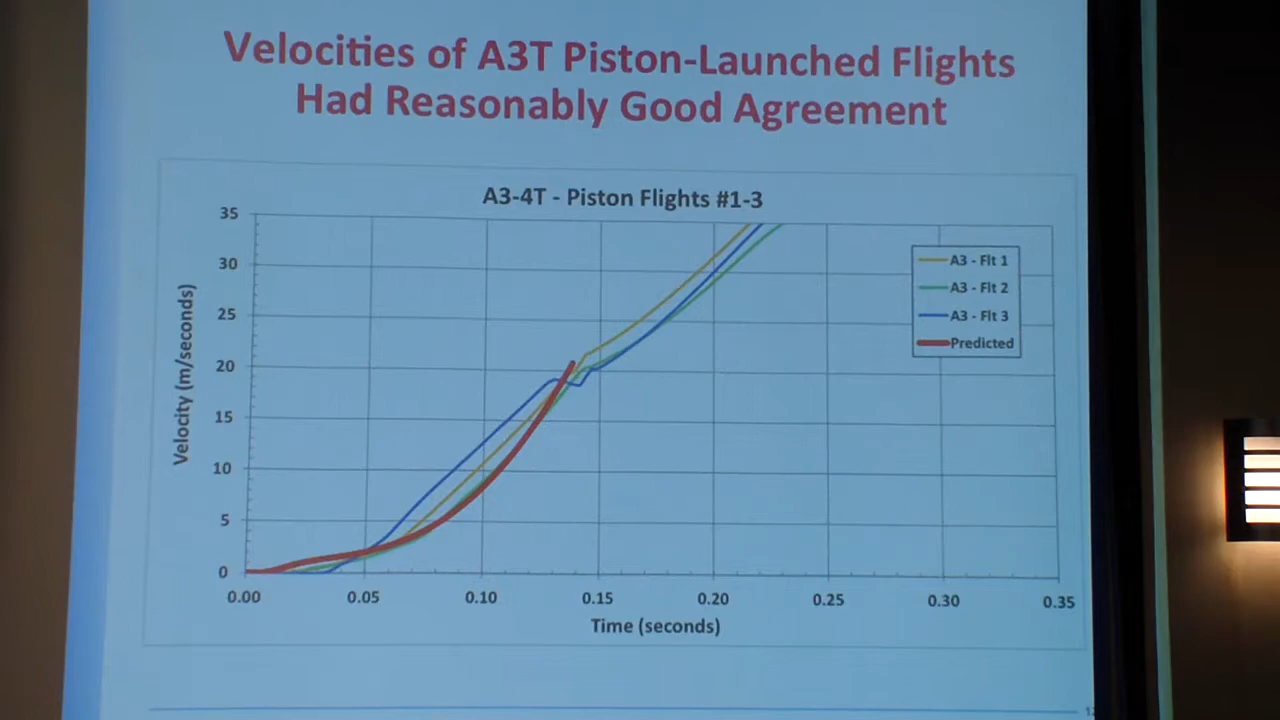 Velocities of A3T Piston-Launched Flights
Had Reasonably Good Agreement
A3-4T - Piston Flights #1-3
35
30
25
20
15
10
5
0
Velocity (m/seconds)
A3 - Flt 1
A3 - Flt 2
A3 - Flt 3
Predicted
0.00 0.05 0.10 0.15 0.20 0.25 0.30 0.35
Time (seconds)